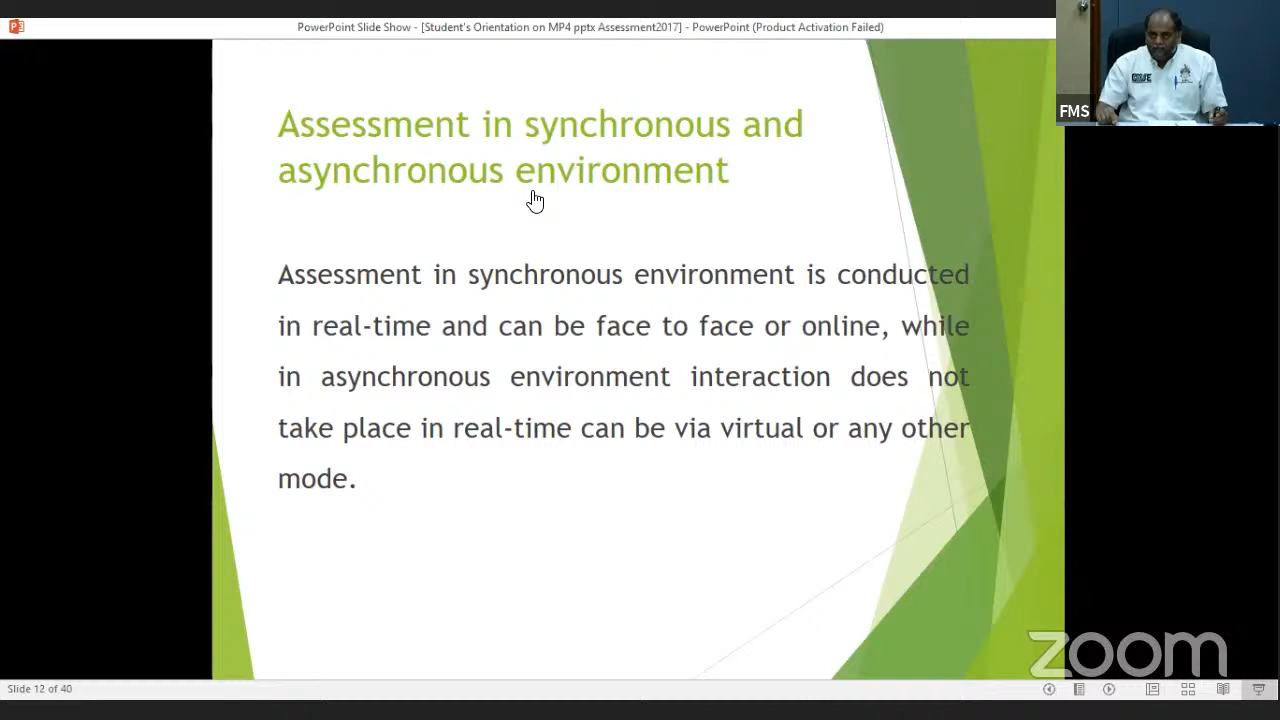 PowerPoint Slide Show - [Student's Orientation on MP4 pptx Assessment2017] - PowerPoint (Product Activation Failed)
FMS
Assessment in synchronous and
asynchronous environment
Assessment in synchronous environment is conducted
in real-time and can be face to face or online, while
in asynchronous environment interaction does not
take place in real-time can be via virtual or any other
mode.
zoom
Slide 12 of 40